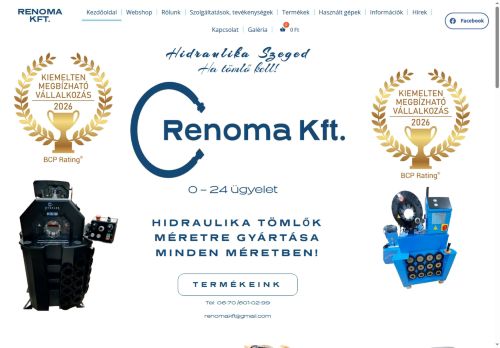 RENOMA
KFT.
Kezdőoldal
Webshop
Rólunk
Szolgáltatások, tevékenységek
Termékek
Használt gépek
Információk
Hírek
Kapcsolat
Galéria
0 Ft
Facebook
Hidraulika Szeged
Ha tömlő kell!
KIEMELTEN
MEGBÍZHATÓ
VÁLLALKOZÁS
2026
BCP Rating®
KIEMELTEN
MEGBÍZHATÓ
VÁLLALKOZÁS
2026
BCP Rating®
Renoma Kft.
0 – 24 ügyelet
HIDRAULIKA TÖMLŐK
MÉRETRE GYÁRTÁSA
MINDEN MÉRETBEN!
TERMÉKEINK
Tel: 06-70 /601-02-99
renomakft@gmail.com